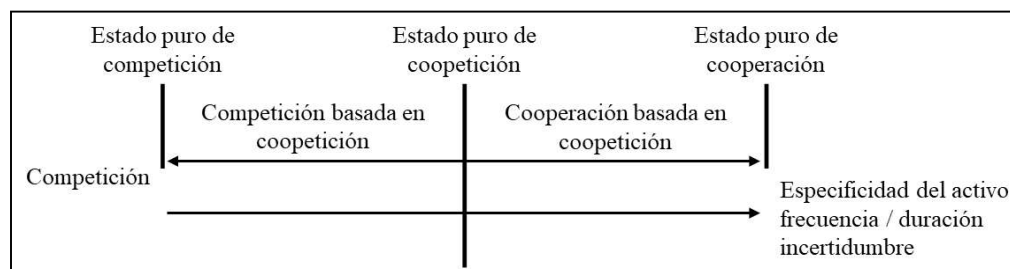 Estado puro de
competición
Estado puro de
coopetición
Estado puro de
cooperación
Competición basada en
coopetición
Cooperación basada en
coopetición
Competición
Especificidad del activo
frecuencia / duración
incertidumbre